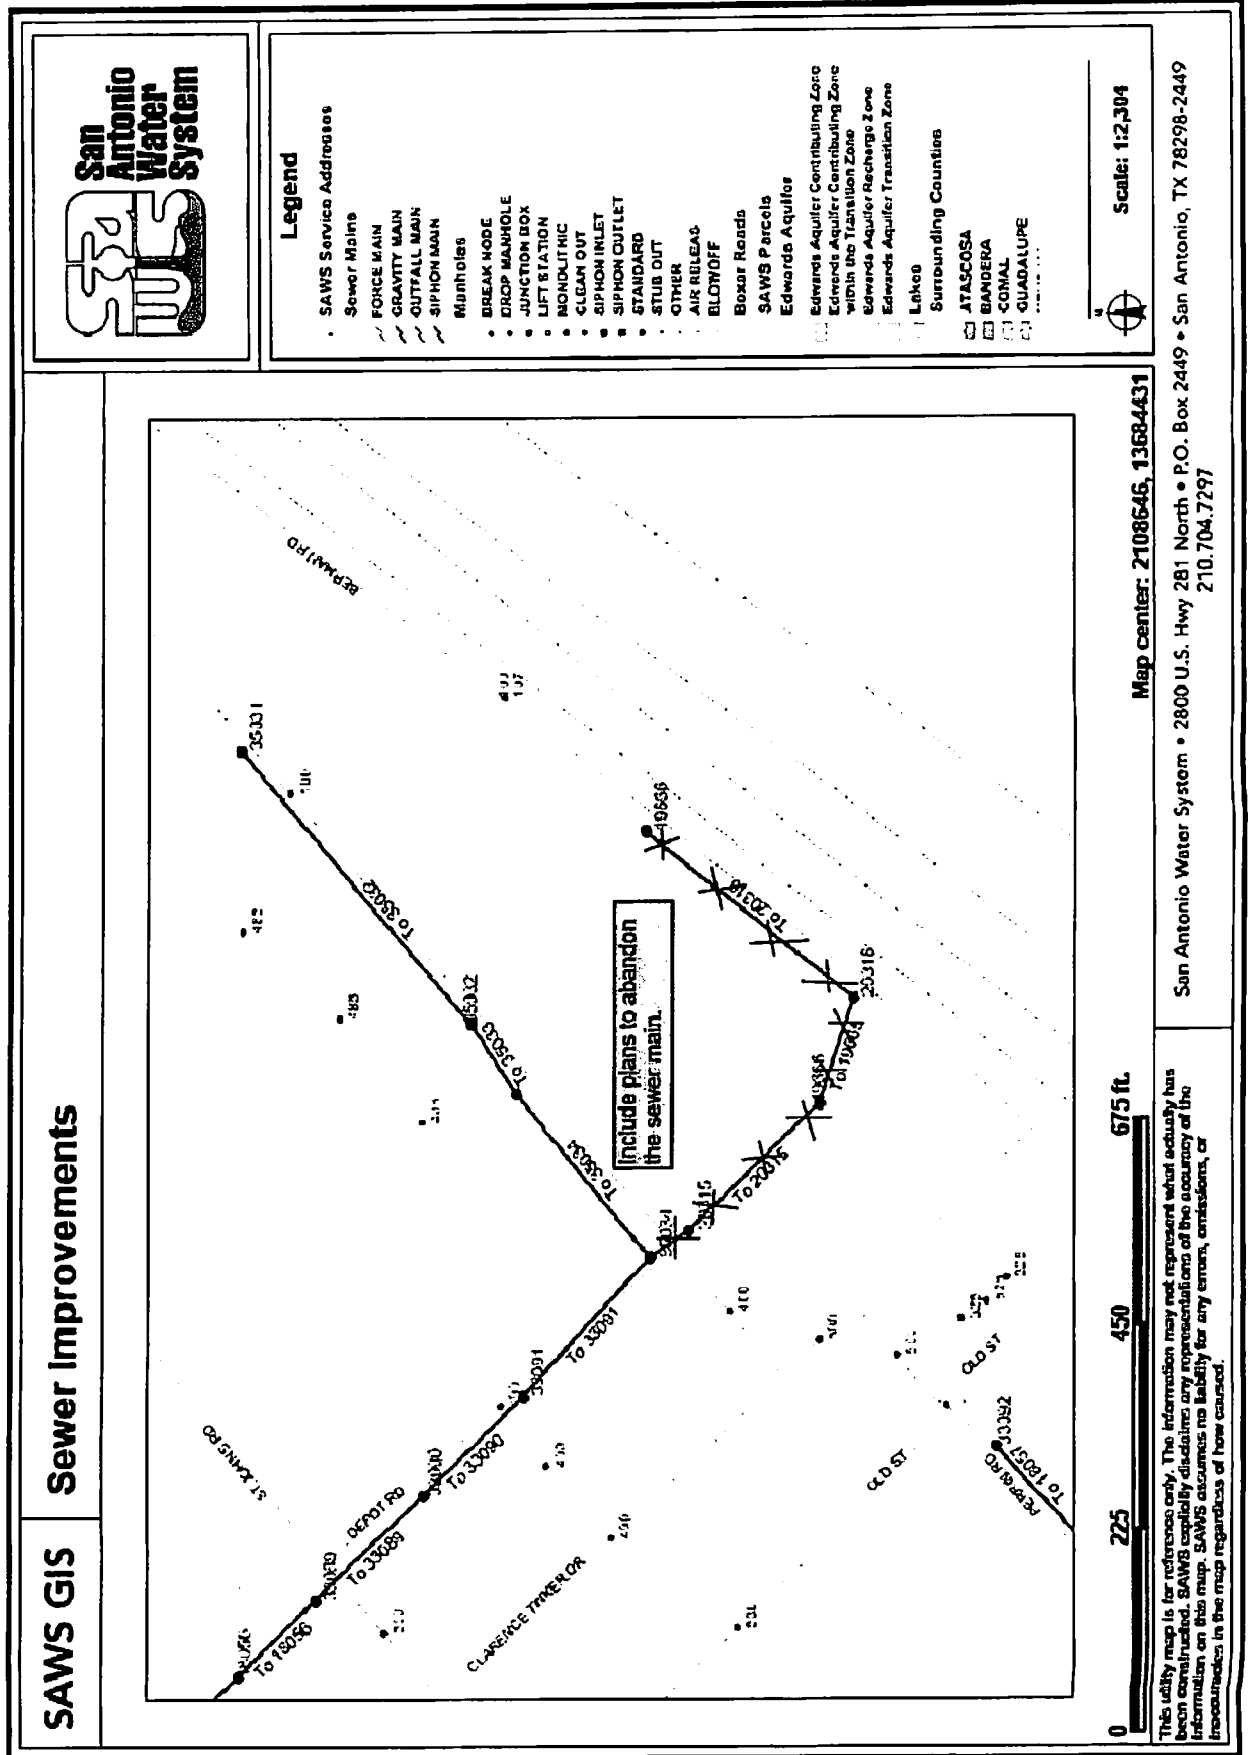 SAWS GIS
Sewer Improvements
San
Antonio
Water
System
Legend
SAWS Service Addresses
Sewer Mains
FORCE MAIN
GRAVITY MAIN
OUTFALL MAIN
SIPHON MAIN
Manholes
BREAK NODE
DROP MANHOLE
JUNCTION BOX
LIFT STATION
MONOLITHIC
CLEAN OUT
SIPHON INLET
SIPHON OUTLET
STANDARD
STUB OUT
OTHER
AIR RELEAS
BLOWOFF
Bexar Roads
SAWS Parcels
Edwards Aquifer
Edwards Aquifer Contributing Zone
Edwards Aquifer Contributing Zone
within the Transition Zone
Edwards Aquifer Recharge Zone
Edwards Aquifer Transition Zone
Lakes
Surrounding Counties
ATASCOSA
BANDERA
COMAL
GUADALUPE
Scale: 1:2,304
To 18056
To 33089
DEPOT RD
To 33090
33091
To 33091
CLARENCE TINKER DR
To 35034
To 35033
To 35032
35031
100
Include plans to abandon
the sewer main.
To 20315
20316
To 20316
OLD ST
OLD ST
33092
To 18057
0 225 450 675 ft.
Map center: 2108646, 13684431
This utility map is for reference only. The information may not represent what actually has
been constructed. SAWS explicitly disclaims any representations of the accuracy of the
information on this map. SAWS assumes no liability for any errors, omissions, or
inaccuracies in the map regardless of how caused.
San Antonio Water System • 2800 U.S. Hwy 281 North • P.O. Box 2449 • San Antonio, TX 78298-2449
210.704.7297